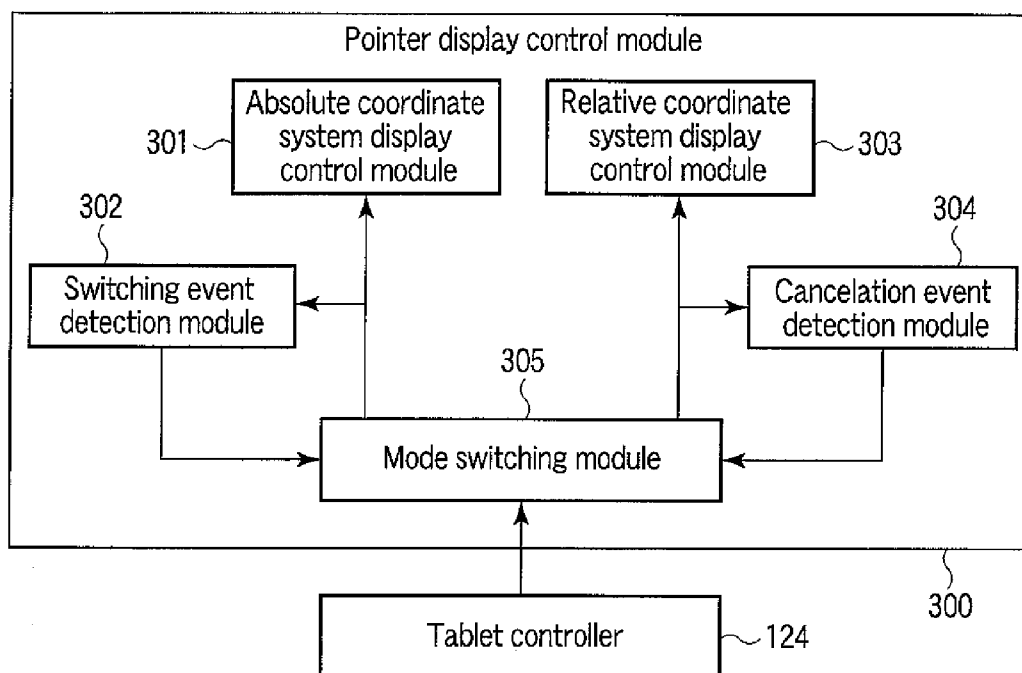 Pointer display control module
Absolute coordinate
system display
control module
301
Relative coordinate
system display
control module
303
302
Switching event
detection module
304
Cancelation event
detection module
305
Mode switching module
300
Tablet controller
124